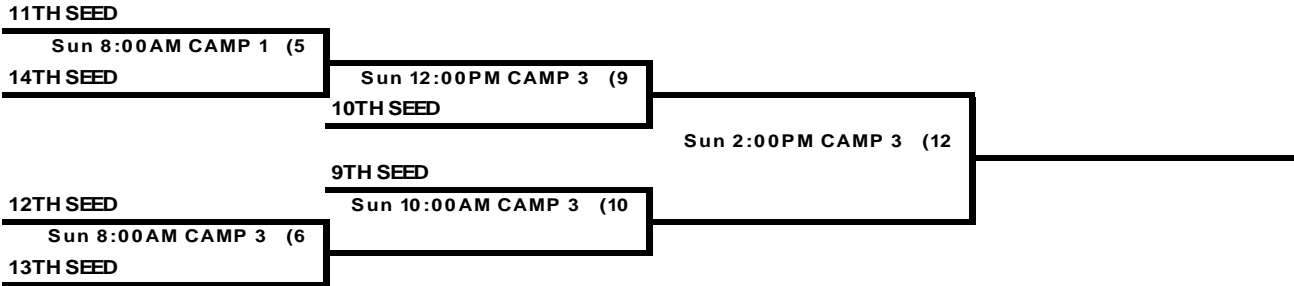 11TH SEED
Sun 8:00AM CAMP 1 (5
14TH SEED
Sun 12:00PM CAMP 3 (9
10TH SEED
Sun 2:00PM CAMP 3 (12
9TH SEED
12TH SEED
Sun 10:00AM CAMP 3 (10
Sun 8:00AM CAMP 3 (6
13TH SEED